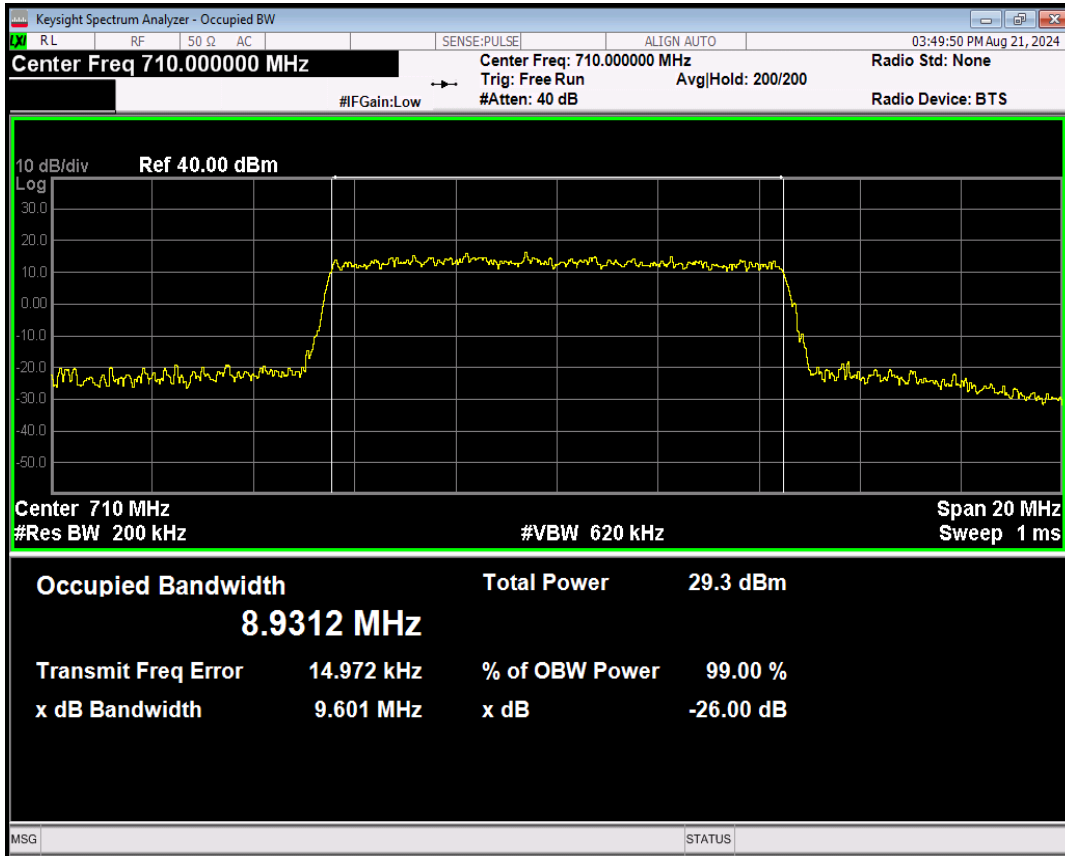 Keysight Spectrum Analyzer - Occupied BW
LXI RL RF 50 Ω AC SENSE:PULSE ALIGN AUTO 03:49:50 PM Aug 21, 2024
Center Freq 710.000000 MHz
Center Freq: 710.000000 MHz
Radio Std: None
Trig: Free Run Avg|Hold: 200/200
#IFGain:Low
#Atten: 40 dB
Radio Device: BTS
10 dB/div Ref 40.00 dBm
Log
30.0
20.0
10.0
0.00
-10.0
-20.0
-30.0
-40.0
-50.0
Center 710 MHz Span 20 MHz
#Res BW 200 kHz #VBW 620 kHz Sweep 1 ms
Occupied Bandwidth Total Power 29.3 dBm
8.9312 MHz
Transmit Freq Error 14.972 kHz % of OBW Power 99.00 %
x dB Bandwidth 9.601 MHz x dB -26.00 dB
MSG STATUS